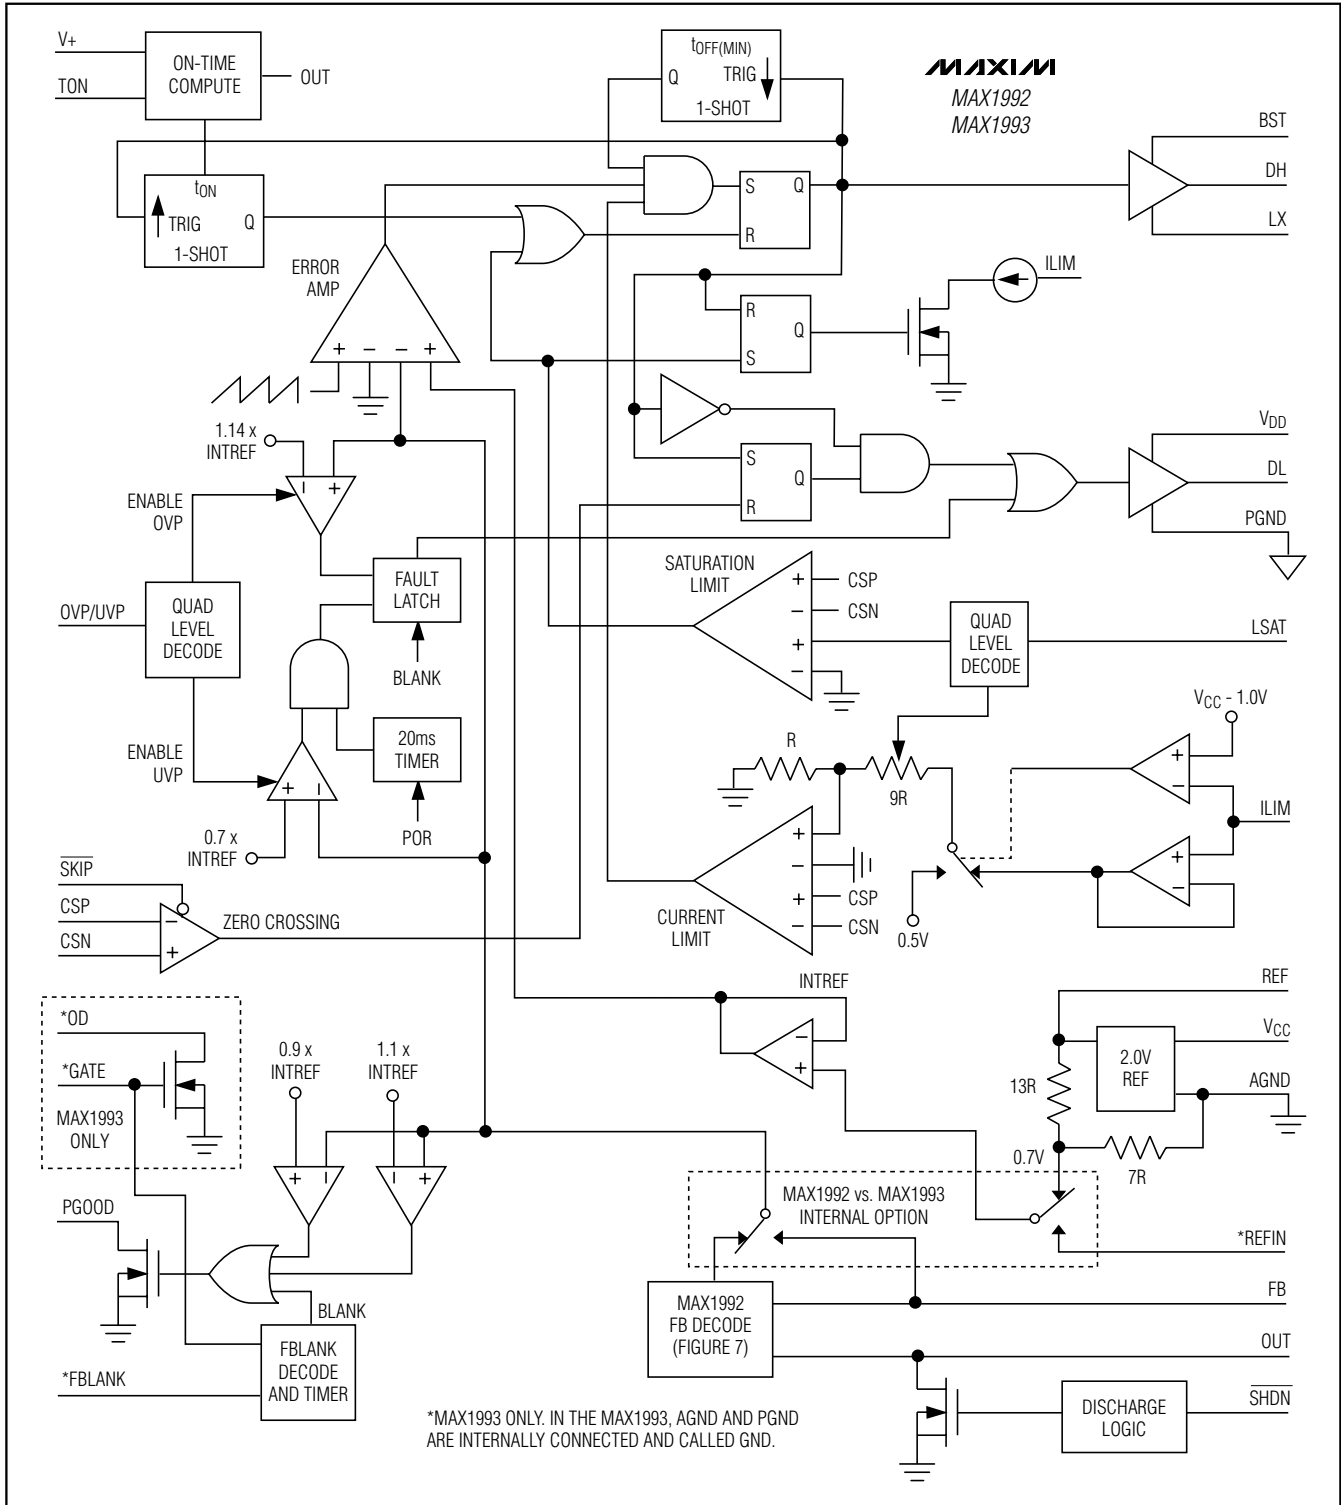 V+
TON
ON-TIME
COMPUTE
OUT
tOFF(MIN)
Q
TRIG
1-SHOT
MAXIM
MAX1992
MAX1993
BST
DH
LX
tON
TRIG
Q
1-SHOT
S
Q
R
ERROR
AMP
+
–
–
+
R
Q
S
ILIM
1.14 x
INTREF
–
+
ENABLE
OVP
S
Q
R
VDD
DL
PGND
OVP/UVP
QUAD
LEVEL
DECODE
FAULT
LATCH
BLANK
SATURATION
LIMIT
+
CSP
–
CSN
+
–
QUAD
LEVEL
DECODE
LSAT
VCC - 1.0V
ENABLE
UVP
20ms
TIMER
POR
+
–
0.7 x
INTREF
R
9R
+
–
ILIM
+
–
0.5V
CURRENT
LIMIT
+
–
+
CSP
–
CSN
SKIP
CSP
CSN
–
+
ZERO CROSSING
INTREF
–
+
REF
VCC
2.0V
REF
AGND
13R
0.7V
7R
*OD
*GATE
MAX1993
ONLY
0.9 x
INTREF
1.1 x
INTREF
+
–
–
+
PGOOD
BLANK
FBLANK
DECODE
AND TIMER
*FBLANK
MAX1992 vs. MAX1993
INTERNAL OPTION
*REFIN
MAX1992
FB DECODE
(FIGURE 7)
FB
OUT
DISCHARGE
LOGIC
SHDN
*MAX1993 ONLY. IN THE MAX1993, AGND AND PGND
ARE INTERNALLY CONNECTED AND CALLED GND.